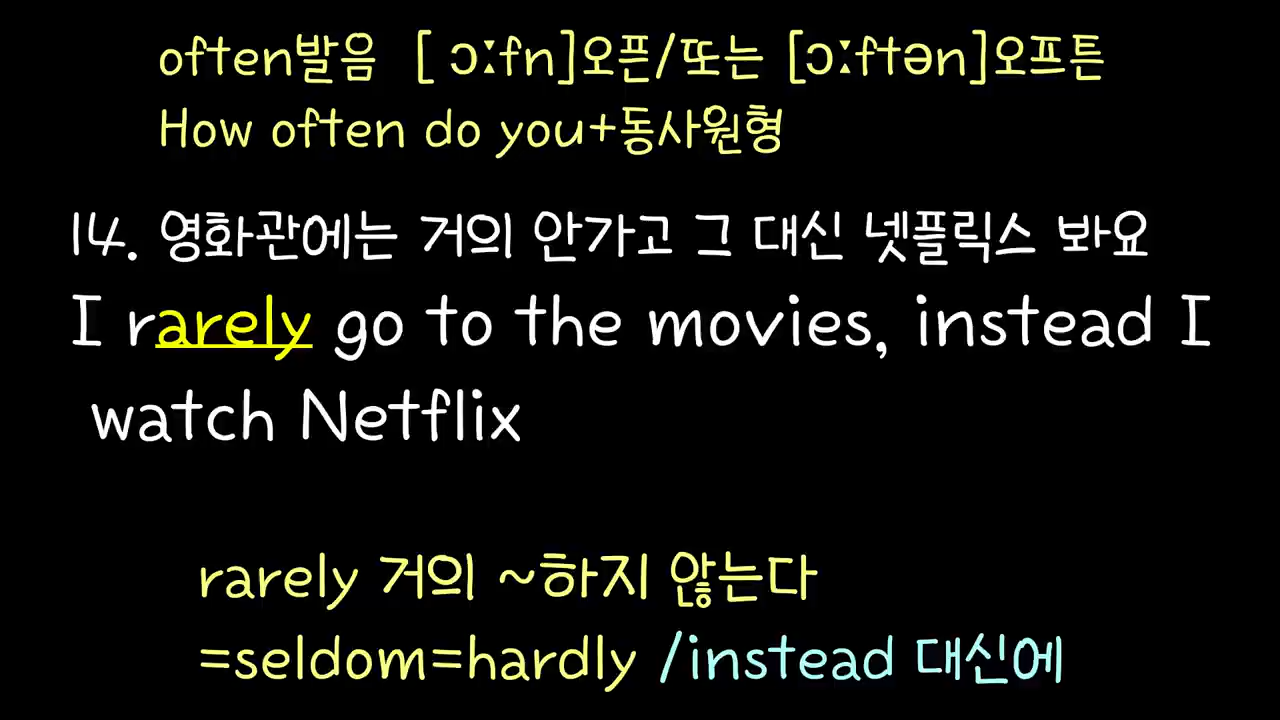 often발음 [ ɔːfn]오픈/또는 [ɔːftən]오프튼
How often do you+동사원형
14. 영화관에는 거의 안가고 그 대신 넷플릭스 봐요
I rarely go to the movies, instead I
watch Netflix
rarely 거의 ~하지 않는다
=seldom=hardly /instead 대신에